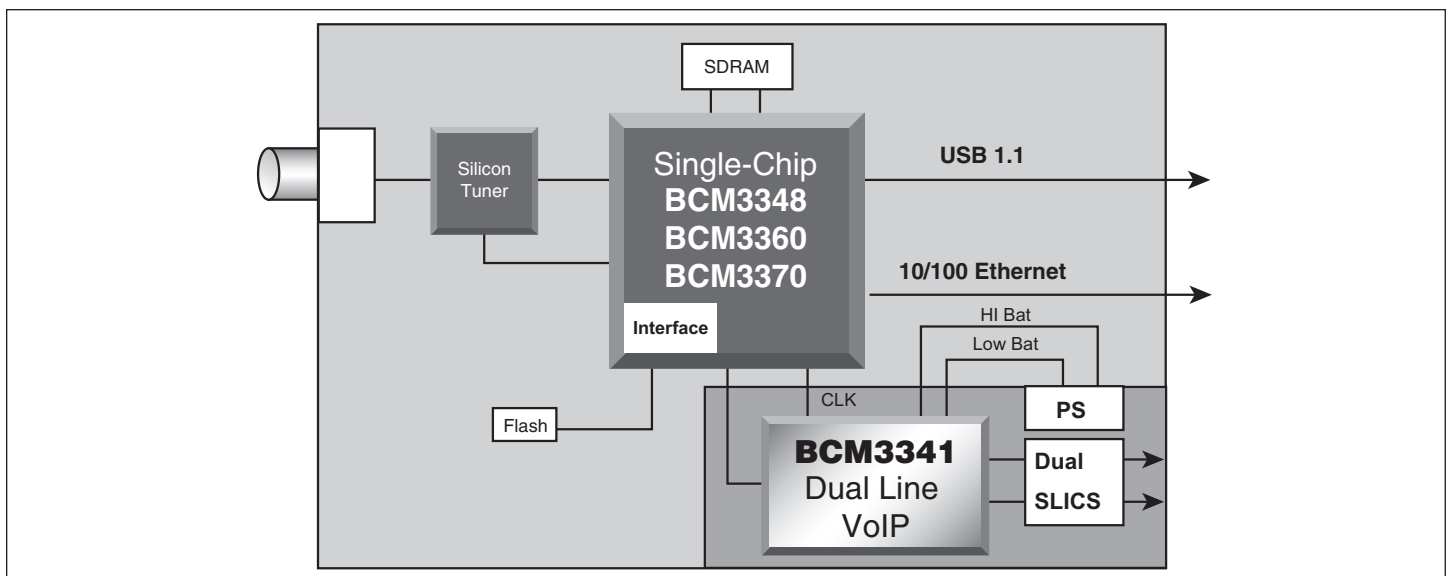 SDRAM
Silicon
Tuner
Single-Chip
BCM3348
BCM3360
BCM3370
Interface
USB 1.1
10/100 Ethernet
HI Bat
Low Bat
Flash
CLK
PS
BCM3341
Dual Line
VoIP
Dual
SLICS